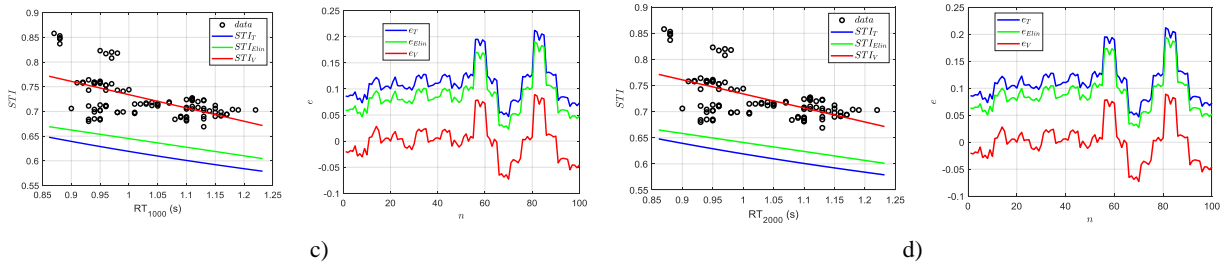 0.9
0.85
0.8
0.75
0.7
0.65
0.6
0.55
STI
0.85 0.9 0.95 1 1.05 1.1 1.15 1.2 1.25
RT1000 (s)
data
STI_T
STI_Elin
STI_V
0.25
0.2
0.15
0.1
0.05
0
-0.05
-0.1
e
0 20 40 60 80 100
n
e_T
e_Elin
e_V
c)
0.9
0.85
0.8
0.75
0.7
0.65
0.6
0.55
STI
0.85 0.9 0.95 1 1.05 1.1 1.15 1.2 1.25
RT2000 (s)
data
STI_T
STI_Elin
STI_V
0.25
0.2
0.15
0.1
0.05
0
-0.05
-0.1
e
0 20 40 60 80 100
n
e_T
e_Elin
e_V
d)